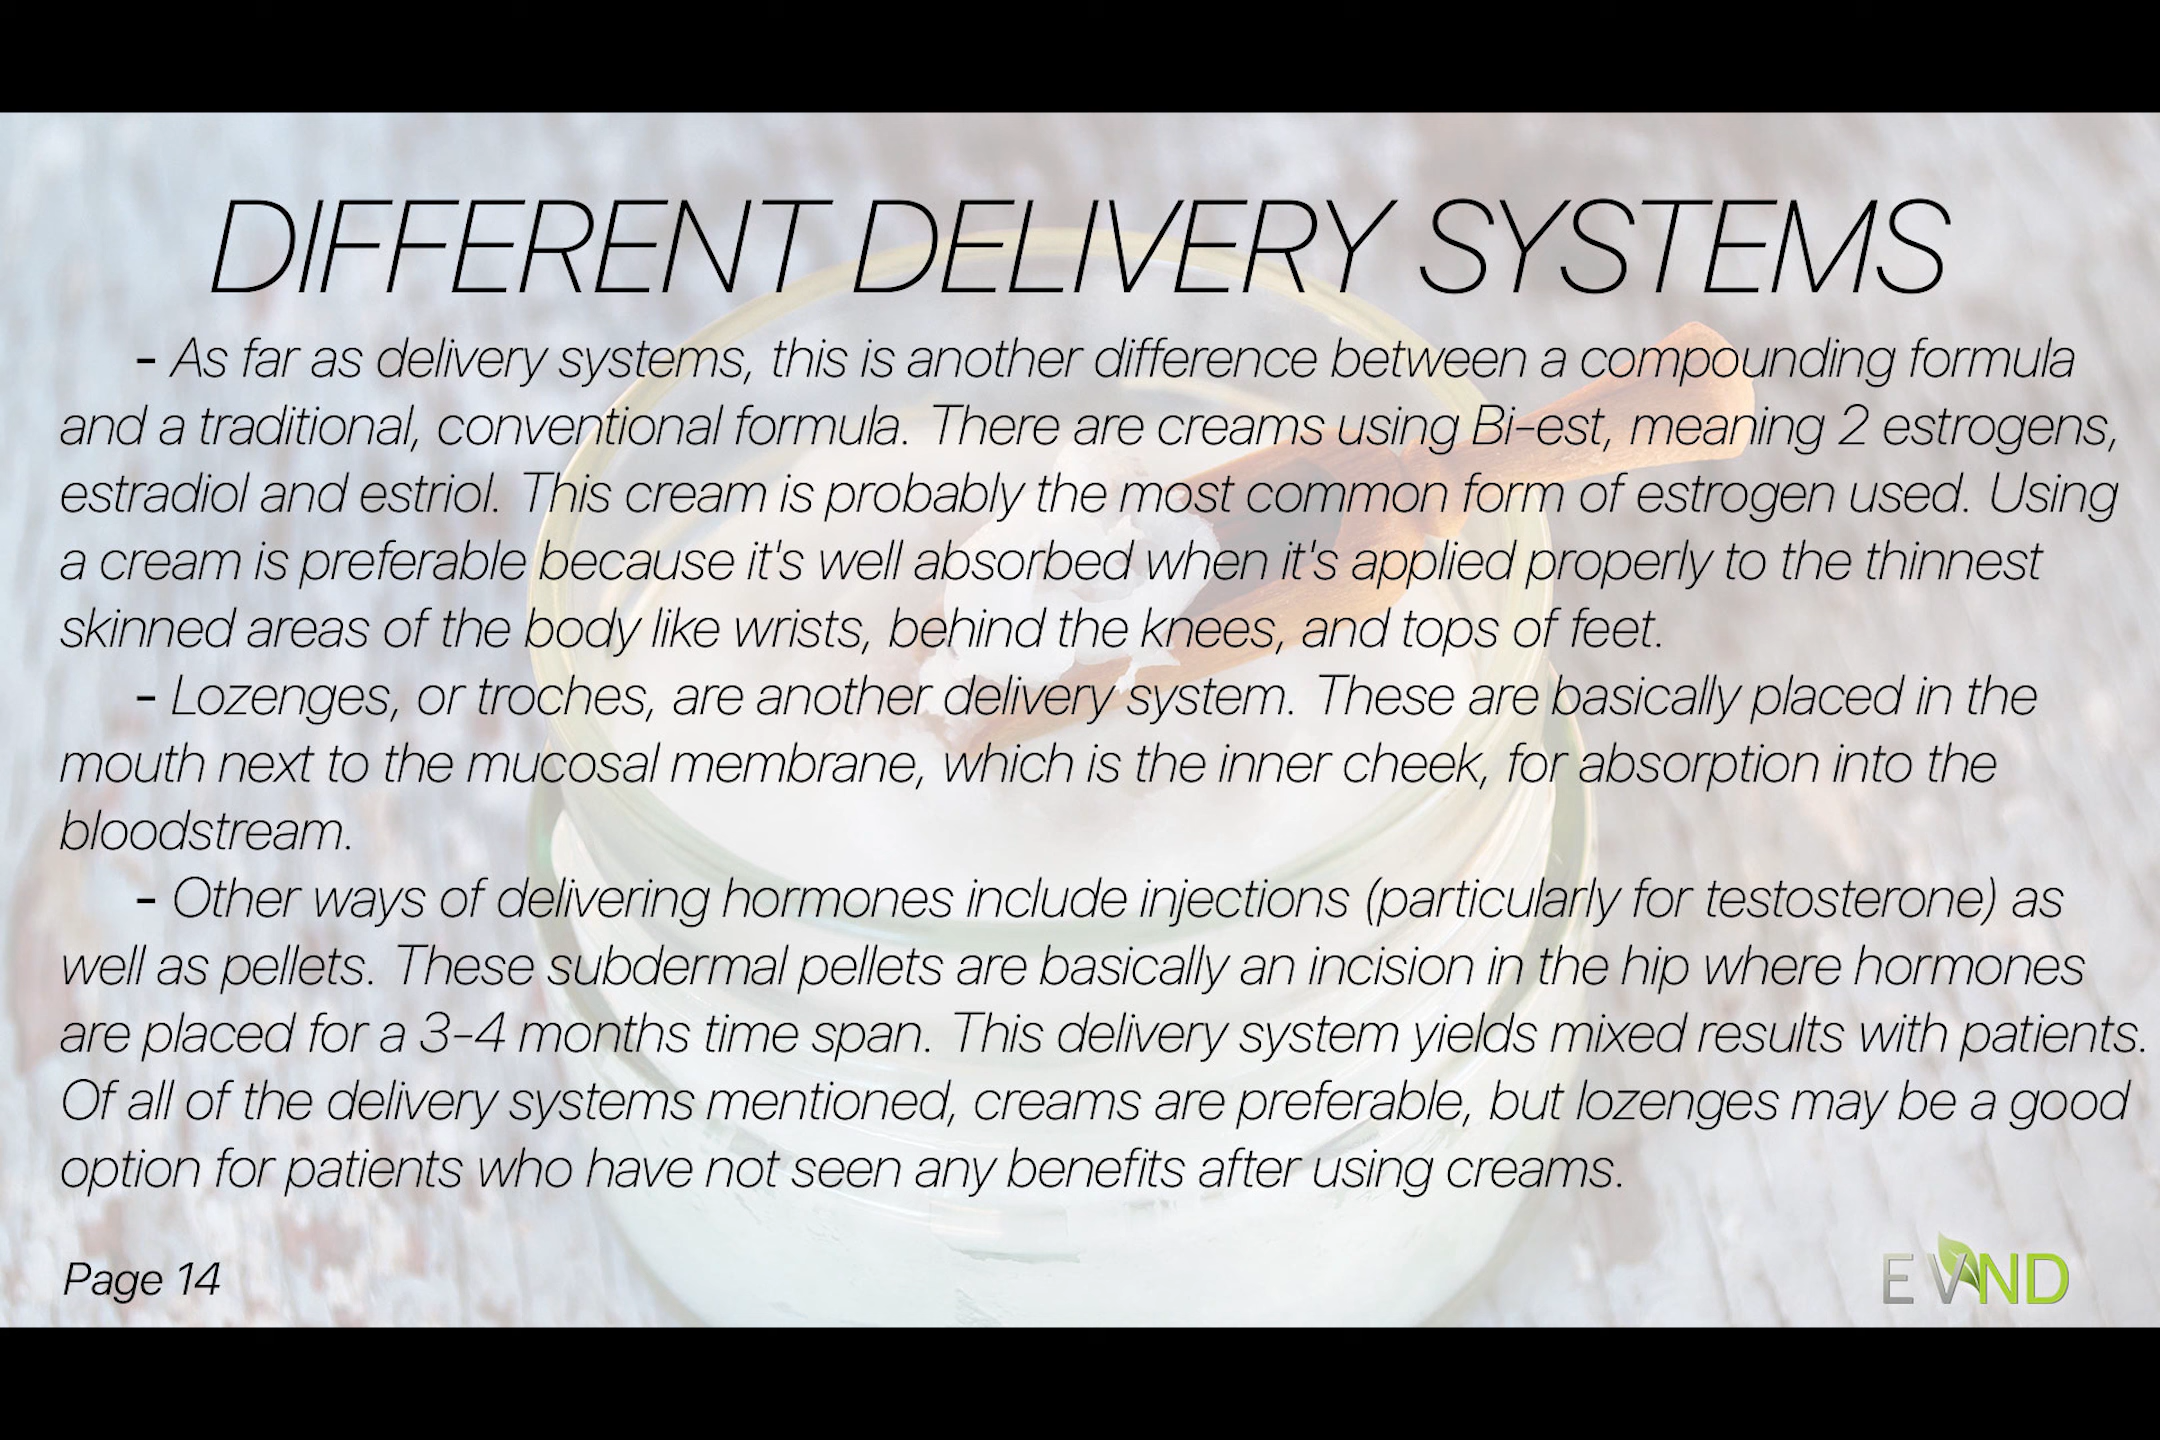 DIFFERENT DELIVERY SYSTEMS
- As far as delivery systems, this is another difference between a compounding formula
and a traditional, conventional formula. There are creams using Bi-est, meaning 2 estrogens,
estradiol and estriol. This cream is probably the most common form of estrogen used. Using
a cream is preferable because it's well absorbed when it's applied properly to the thinnest
skinned areas of the body like wrists, behind the knees, and tops of feet.
- Lozenges, or troches, are another delivery system. These are basically placed in the
mouth next to the mucosal membrane, which is the inner cheek, for absorption into the
bloodstream.
- Other ways of delivering hormones include injections (particularly for testosterone) as
well as pellets. These subdermal pellets are basically an incision in the hip where hormones
are placed for a 3-4 months time span. This delivery system yields mixed results with patients.
Of all of the delivery systems mentioned, creams are preferable, but lozenges may be a good
option for patients who have not seen any benefits after using creams.
Page 14
EVND